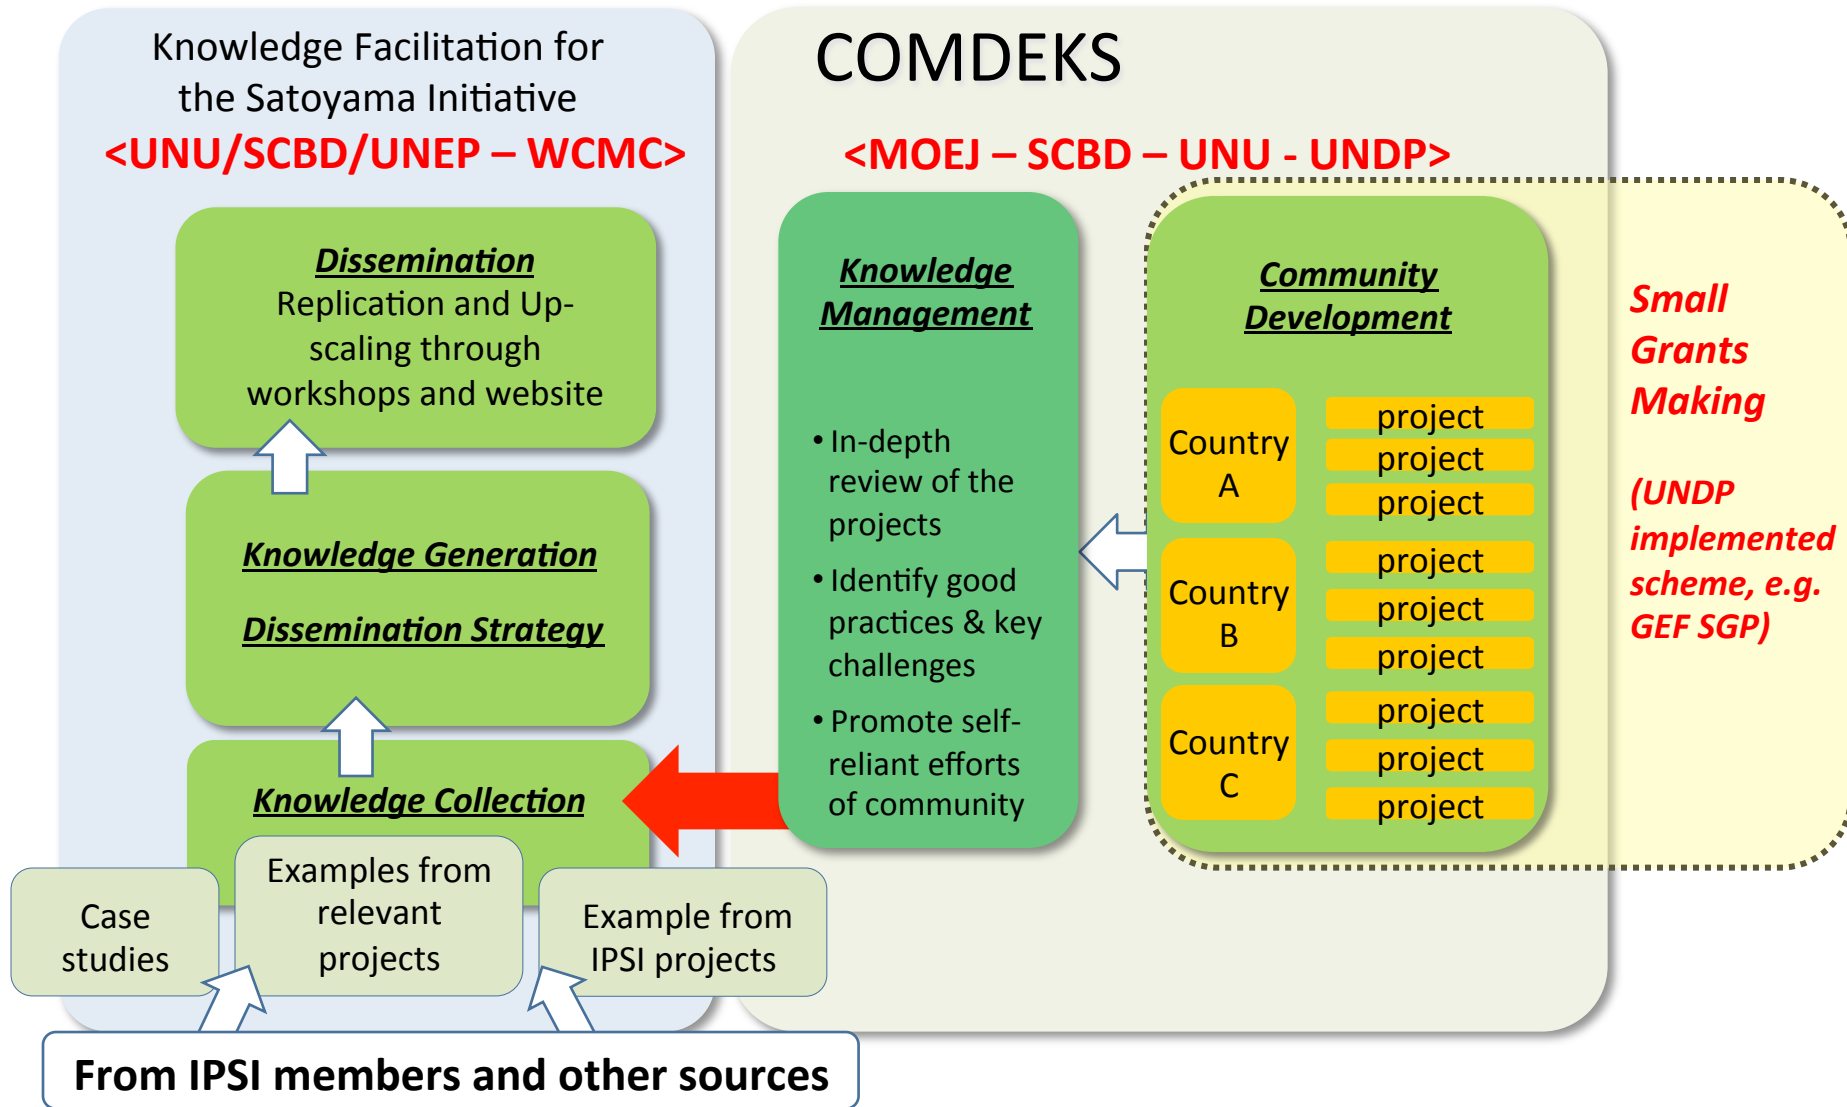 Knowledge Facilitation for
the Satoyama Initiative
<UNU/SCBD/UNEP – WCMC>
Dissemination
Replication and Up-
scaling through
workshops and website
Knowledge Generation
Dissemination Strategy
Knowledge Collection
Case
studies
Examples from
relevant
projects
Example from
IPSI projects
From IPSI members and other sources
COMDEKS
<MOEJ – SCBD – UNU - UNDP>
Knowledge
Management
• In-depth
review of the
projects
• Identify good
practices & key
challenges
• Promote self-
reliant efforts
of community
Community
Development
Country
A
project
project
project
Country
B
project
project
project
Country
C
project
project
project
Small
Grants
Making
(UNDP
implemented
scheme, e.g.
GEF SGP)